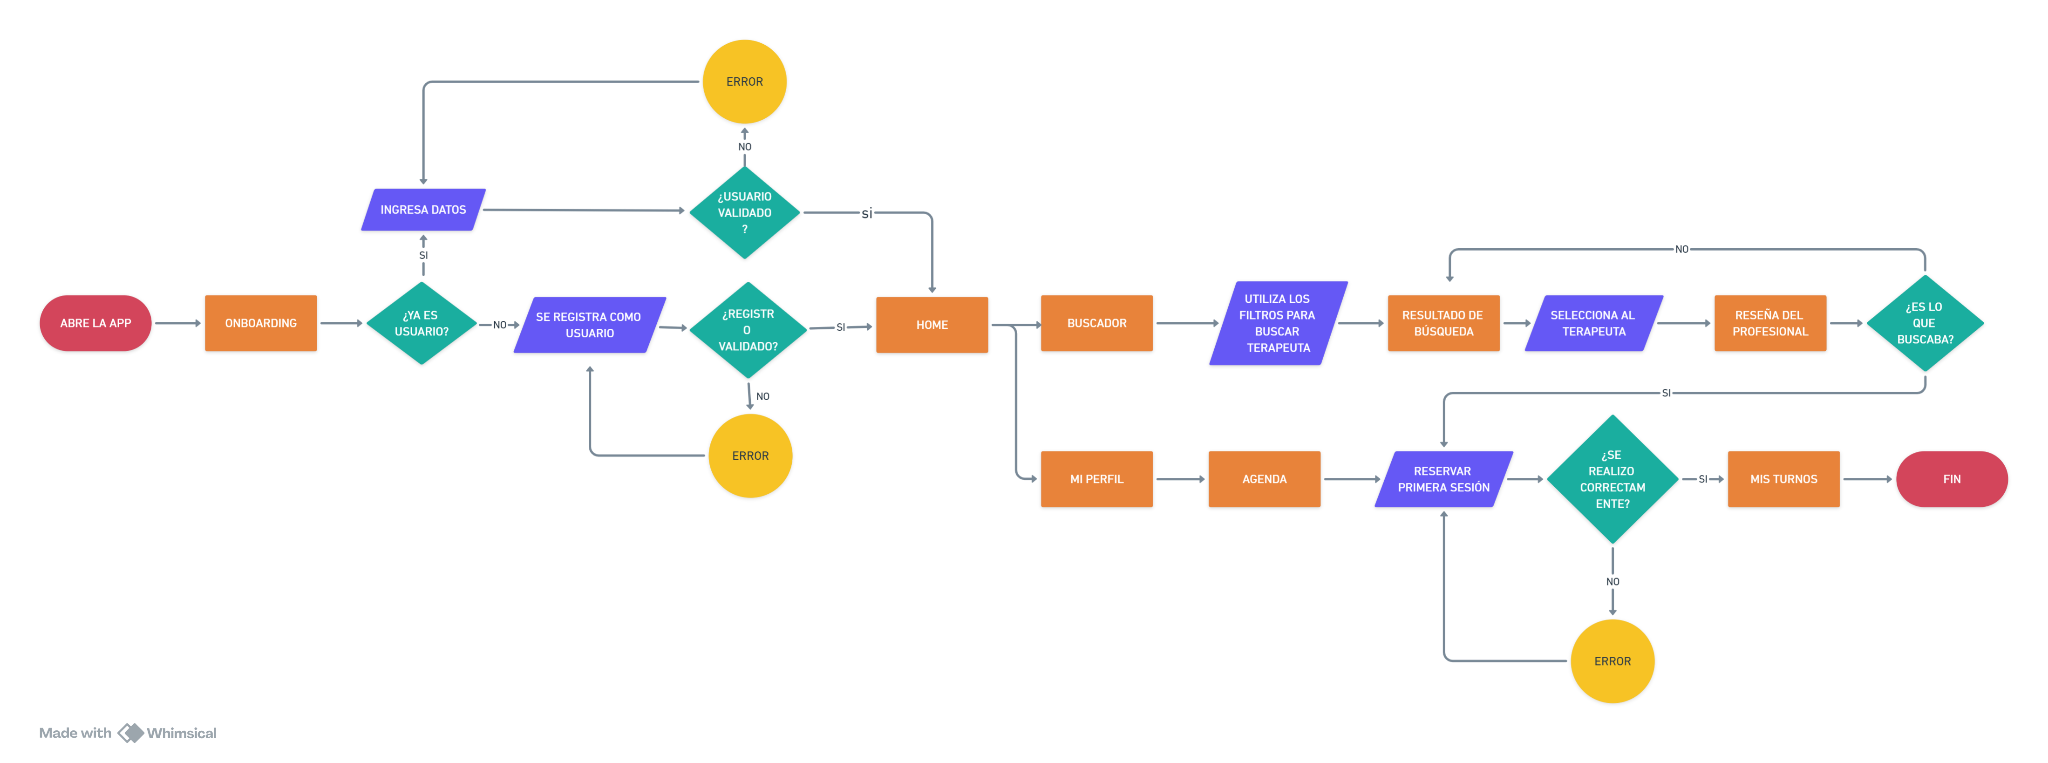 ERROR
NO
¿USUARIO
VALIDADO
?
INGRESA DATOS
si
SI
ABRE LA APP
ONBOARDING
¿YA ES
USUARIO?
NO
SE REGISTRA COMO
USUARIO
¿REGISTR
O
VALIDADO?
SI
HOME
NO
ERROR
BUSCADOR
UTILIZA LOS
FILTROS PARA
BUSCAR
TERAPEUTA
RESULTADO DE
BÚSQUEDA
SELECCIONA AL
TERAPEUTA
RESEÑA DEL
PROFESIONAL
¿ES LO
QUE
BUSCABA?
NO
SI
MI PERFIL
AGENDA
RESERVAR
PRIMERA SESIÓN
¿SE
REALIZO
CORRECTAM
ENTE?
SI
MIS TURNOS
FIN
NO
ERROR
Made with Whimsical